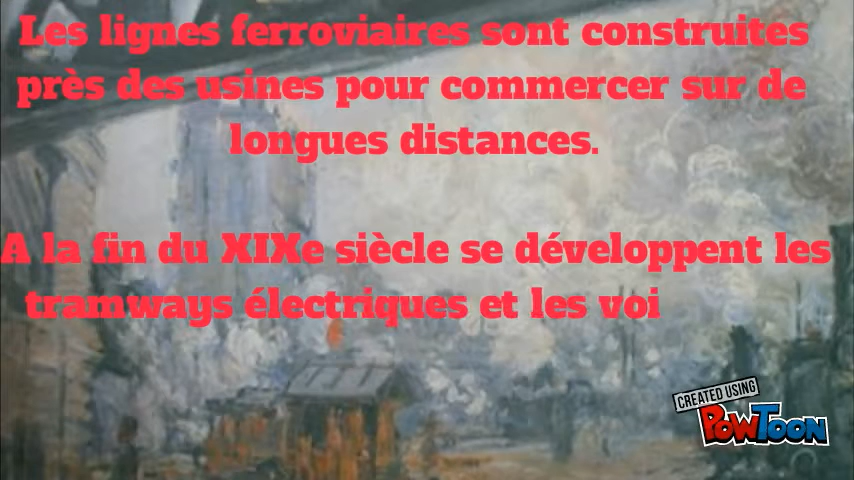 Les lignes ferroviaires sont construites
près des usines pour commercer sur de
longues distances.
A la fin du XIXe siècle se développent les
tramways électriques et les voi
CREATED USING
POWTOON